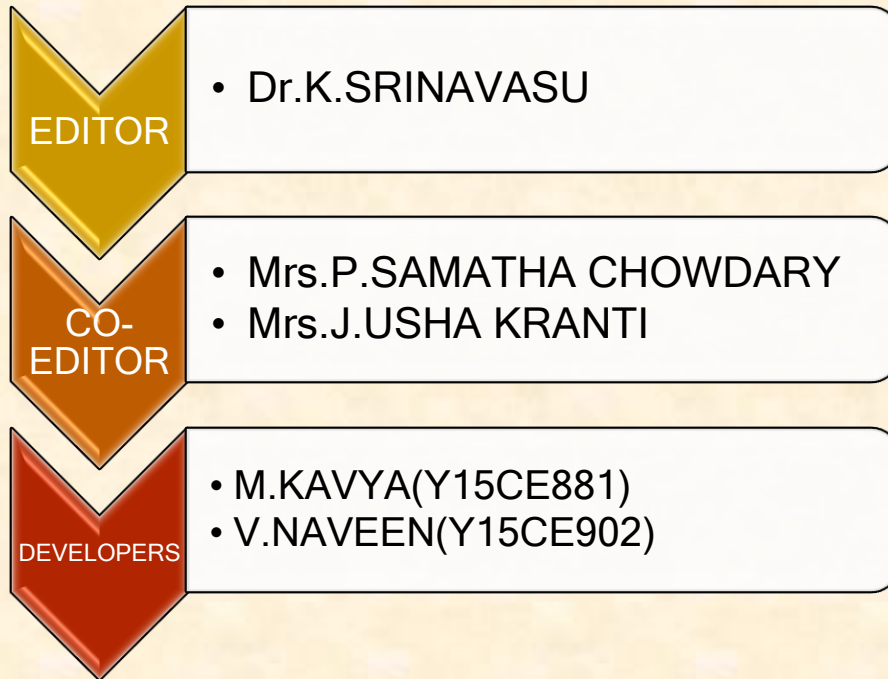 EDITOR
• Dr.K.SRINAVASU
CO-
EDITOR
• Mrs.P.SAMATHA CHOWDARY
• Mrs.J.USHA KRANTI
DEVELOPERS
• M.KAVYA(Y15CE881)
• V.NAVEEN(Y15CE902)